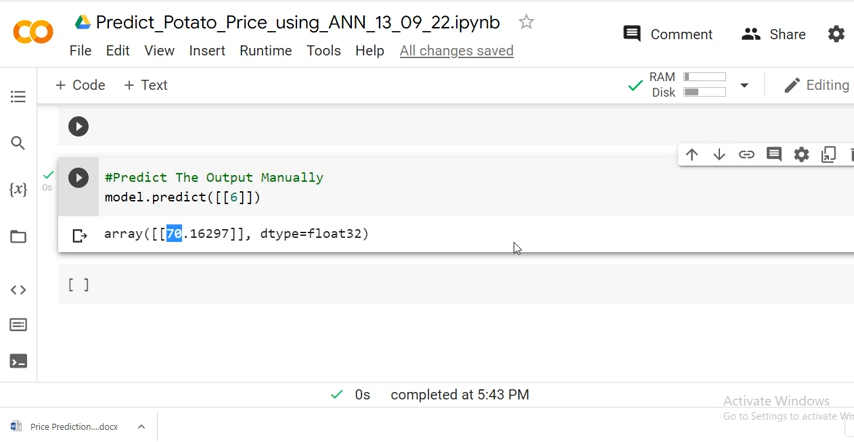 Predict_Potato_Price_using_ANN_13_09_22.ipynb
Comment
Share
File Edit View Insert Runtime Tools Help All changes saved
+ Code + Text
RAM
Disk
Editing
{x}
0s
#Predict The Output Manually
model.predict([[6]])
array([[70.16297]], dtype=float32)
[ ]
<>
0s completed at 5:43 PM
Activate Windows
Go to Settings to activate
Price Prediction....docx